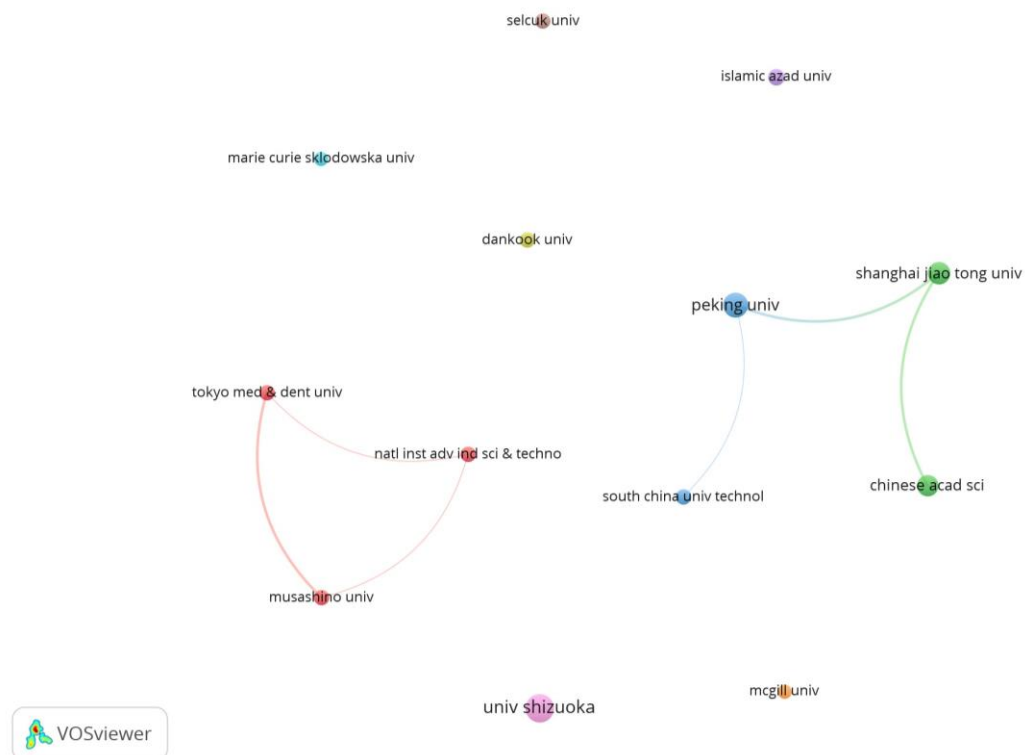 selcuk univ
islamic azad univ
marie curie sklodowska univ
dankook univ
shanghai jiao tong univ
peking univ
tokyo med & dent univ
natl inst adv ind sci & techno
chinese acad sci
south china univ technol
musashino univ
mcgill univ
univ shizuoka
VOSviewer